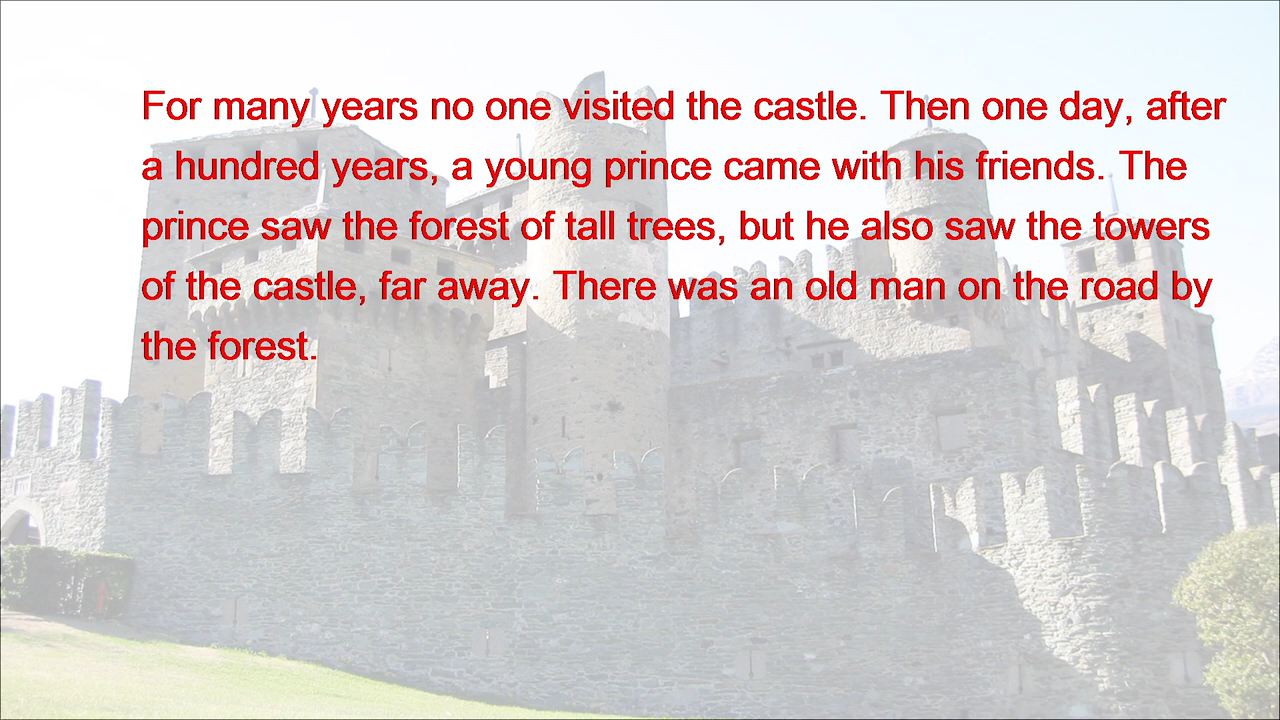 For many years no one visited the castle. Then one day, after
a hundred years, a young prince came with his friends. The
prince saw the forest of tall trees, but he also saw the towers
of the castle, far away. There was an old man on the road by
the forest.